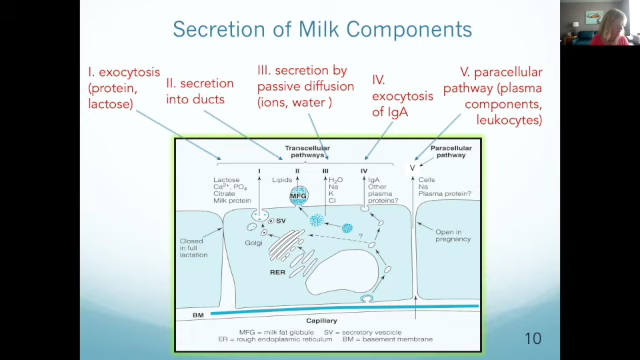 Secretion of Milk Components
I. exocytosis
(protein,
lactose)
II. secretion
into ducts
III. secretion by
passive diffusion
(ions, water )
IV.
exocytosis
of IgA
V. paracellular
pathway (plasma
components,
leukocytes)
Transcellular
pathways
Paracellular
pathway
I
II
III
IV
V
Lactose
Ca2+, PO4
Citrate
Milk protein
Lipids
MFG
H2O
Na
K
Cl
IgA
Other
plasma
proteins?
Cells
Na
Plasma protein?
SV
Closed
in full
lactation
Golgi
?
Open in
pregnancy
RER
BM
Capillary
MFG = milk fat globule SV = secretory vescicle
ER = rough endoplasmic reticulum BM = basement membrane
10